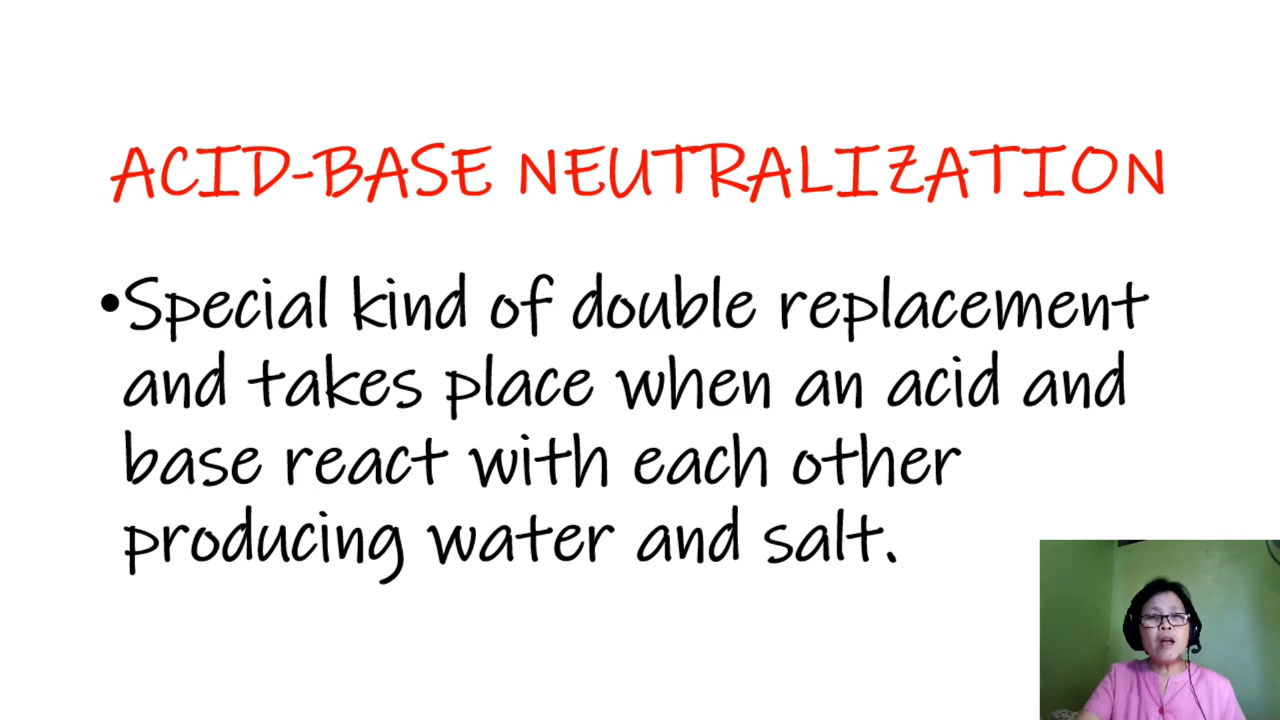 ACID-BASE NEUTRALIZATION
•Special kind of double replacement
and takes place when an acid and
base react with each other
producing water and salt.